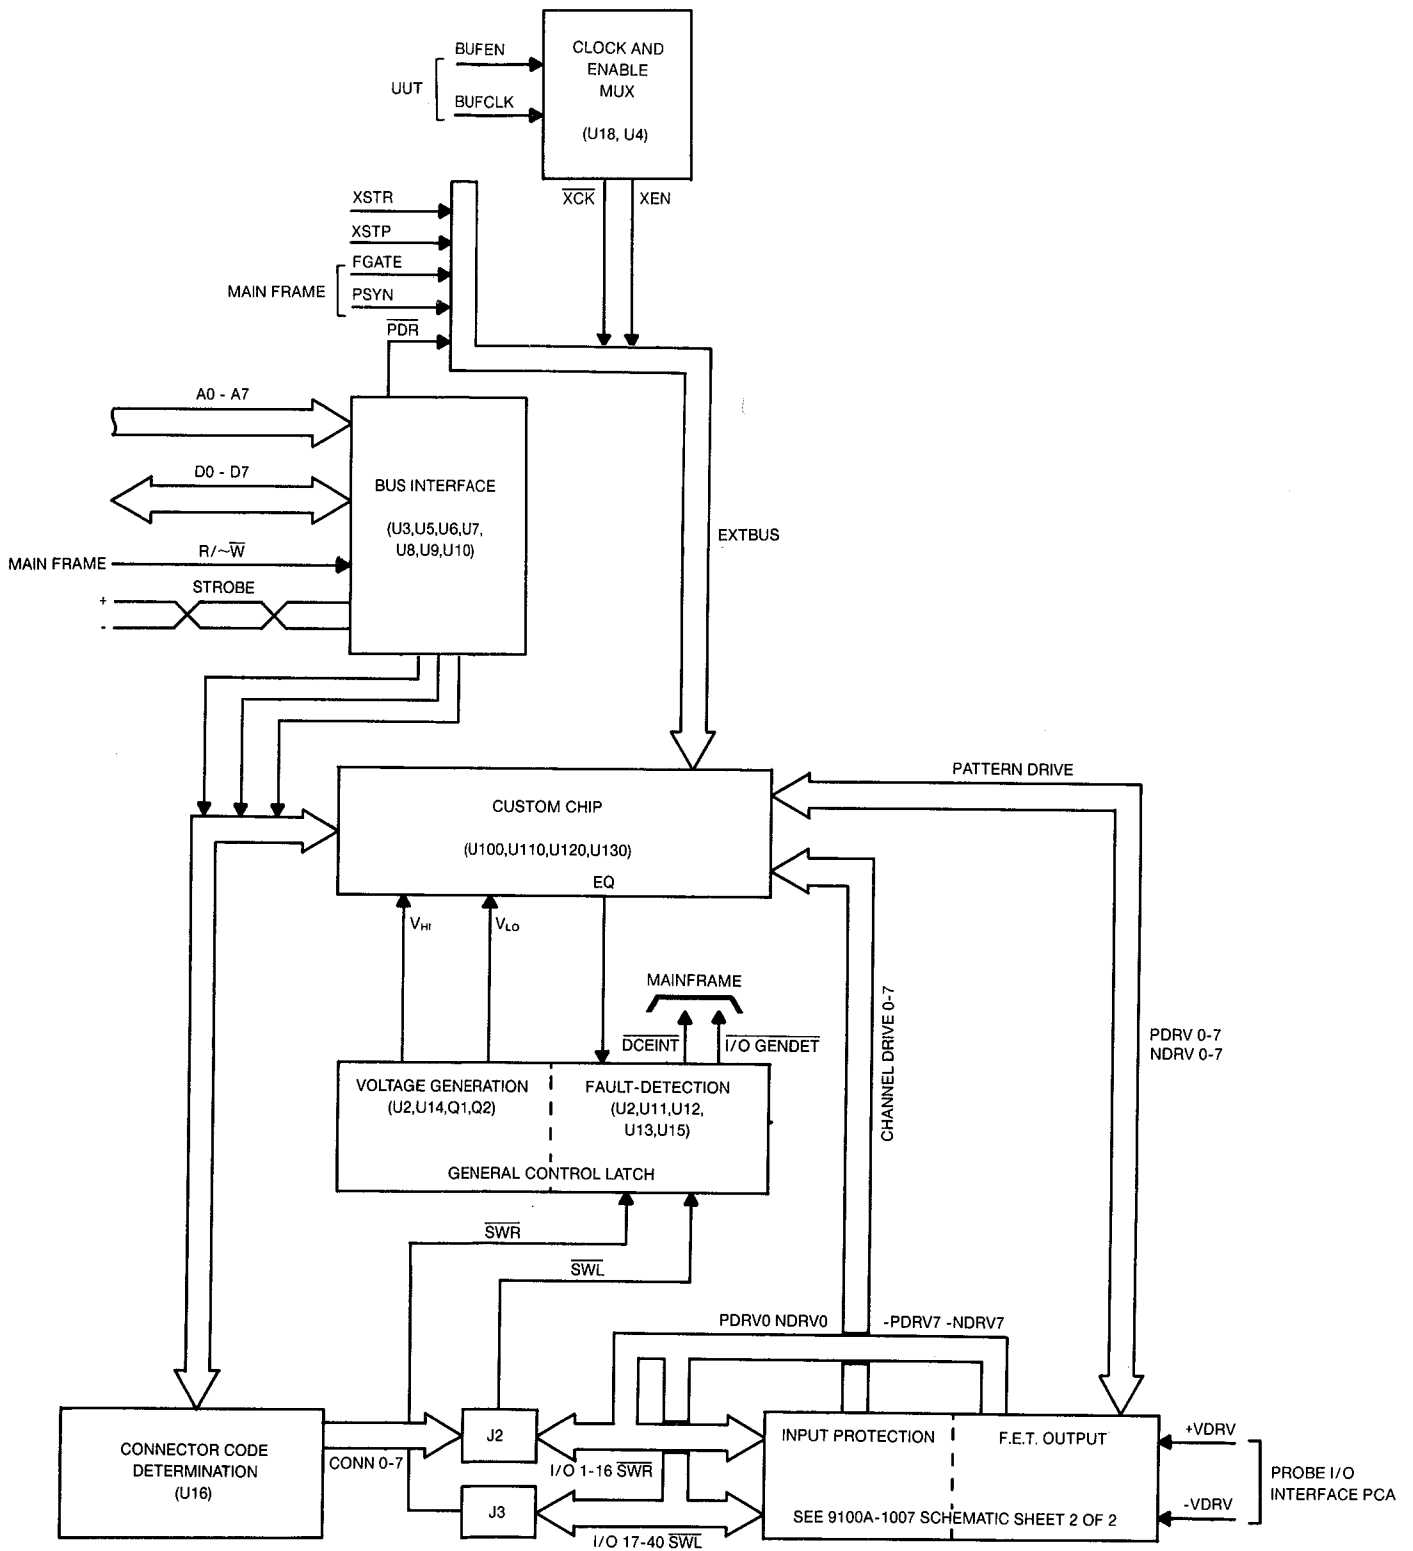 CLOCK AND
ENABLE
MUX
(U18, U4)
BUFEN
UUT
BUFCLK
XCK
XEN
XSTR
XSTP
FGATE
MAIN FRAME
PSYN
PDR
A0 - A7
D0 - D7
BUS INTERFACE
(U3,U5,U6,U7,
U8,U9,U10)
R/~W
MAIN FRAME
STROBE
+
-
EXTBUS
PATTERN DRIVE
CUSTOM CHIP
(U100,U110,U120,U130)
EQ
VHI
VLO
MAINFRAME
DCEINT
I/O GENDET
CHANNEL DRIVE 0-7
PDRV 0-7
NDRV 0-7
VOLTAGE GENERATION
(U2,U14,Q1,Q2)
FAULT-DETECTION
(U2,U11,U12,
U13,U15)
GENERAL CONTROL LATCH
SWR
SWL
PDRV0 NDRV0 -PDRV7 -NDRV7
CONNECTOR CODE
DETERMINATION
(U16)
CONN 0-7
J2
I/O 1-16 SWR
J3
I/O 17-40 SWL
INPUT PROTECTION
F.E.T. OUTPUT
SEE 9100A-1007 SCHEMATIC SHEET 2 OF 2
+VDRV
-VDRV
PROBE I/O
INTERFACE PCA